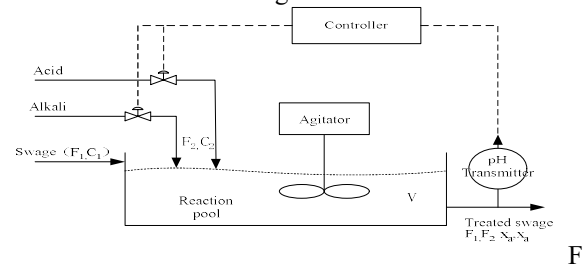 Controller
Acid
Alkali
Agitator
Swage (F1,C1)
F2,C2
pH
Transmitter
Reaction
pool
V
Treated swage
F1,F2 Xa,Xa
F